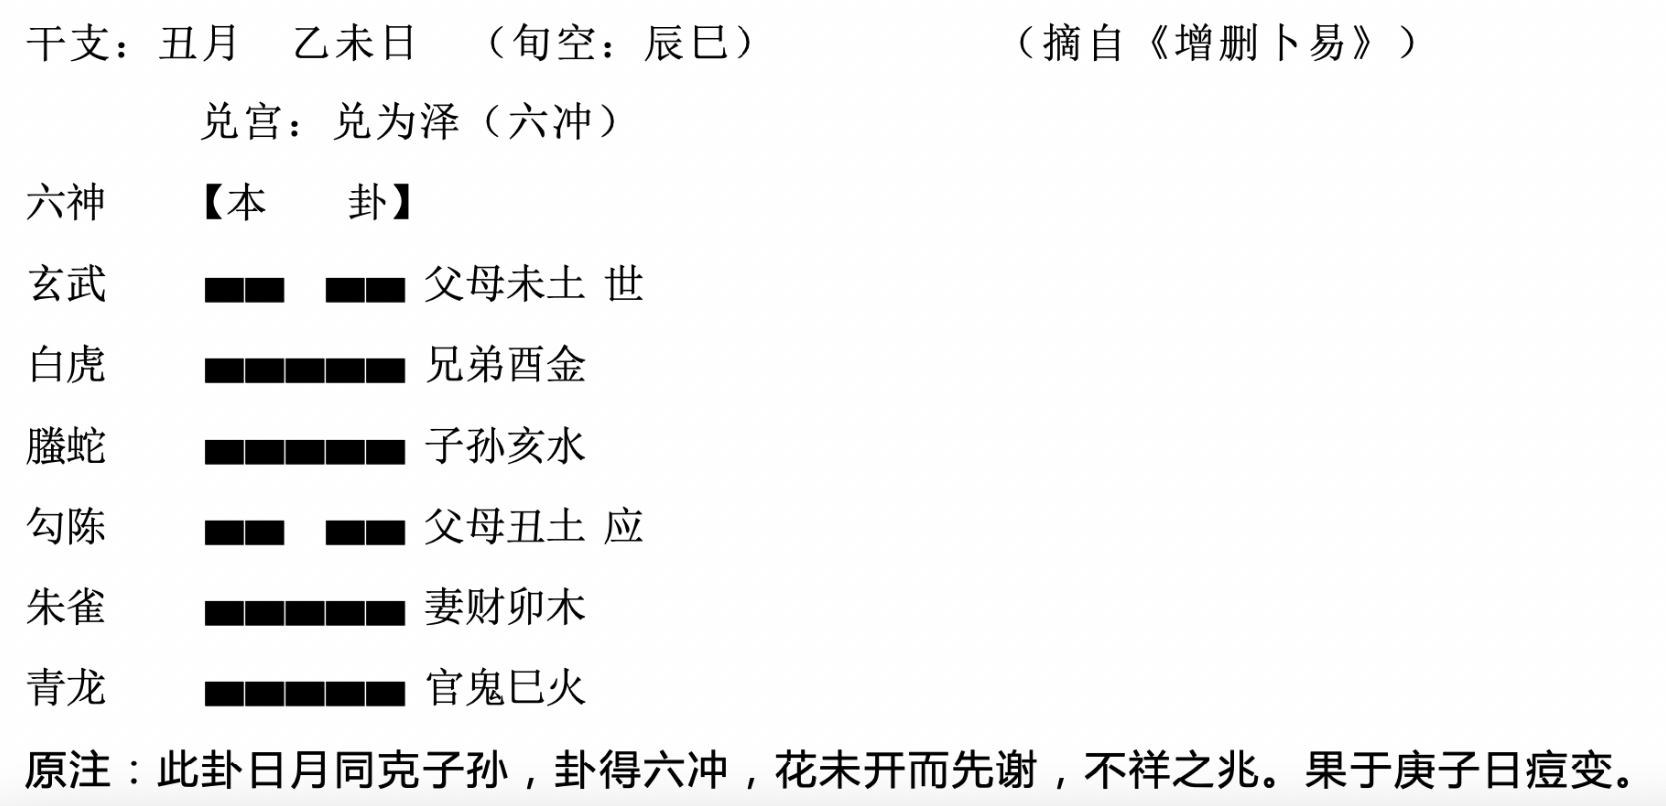 干支：丑月 乙未日 （旬空：辰巳） （摘自《增删卜易》）
兑宫：兑为泽（六冲）
六神 【本 卦】
玄武 父母未土 世
白虎 兄弟酉金
螣蛇 子孙亥水
勾陈 父母丑土 应
朱雀 妻财卯木
青龙 官鬼巳火
原注：此卦日月同克子孙，卦得六冲，花未开而先谢，不祥之兆。果于庚子日痘变。